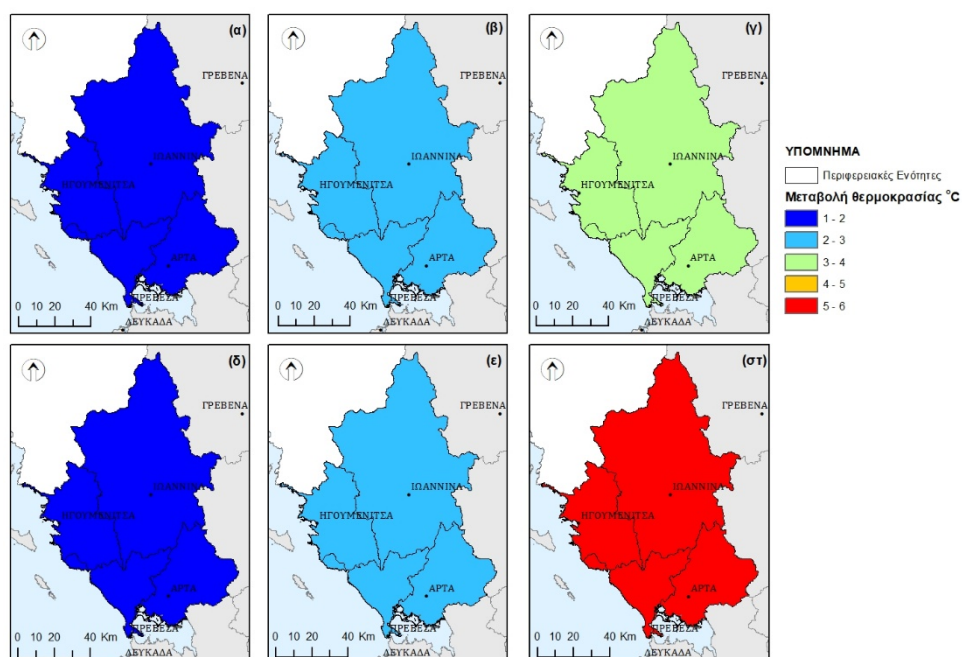 (α)
ΓΡΕΒΕΝΑ
ΙΩΑΝΝΙΝΑ
ΗΓΟΥΜΕΝΙΤΣΑ
ΑΡΤΑ
ΠΡΕΒΕΖΑ
ΛΕΥΚΑΔΑ
0 10 20 40 Km
(β)
ΓΡΕΒΕΝΑ
ΙΩΑΝΝΙΝΑ
ΗΓΟΥΜΕΝΙΤΣΑ
ΑΡΤΑ
ΠΡΕΒΕΖΑ
ΛΕΥΚΑΔΑ
0 10 20 40 Km
(γ)
ΓΡΕΒΕΝΑ
ΙΩΑΝΝΙΝΑ
ΗΓΟΥΜΕΝΙΤΣΑ
ΑΡΤΑ
ΠΡΕΒΕΖΑ
ΛΕΥΚΑΔΑ
0 10 20 40 Km
ΥΠΟΜΝΗΜΑ
Περιφερειακές Ενότητες
Μεταβολή θερμοκρασίας °C
1 - 2
2 - 3
3 - 4
4 - 5
5 - 6
(δ)
ΓΡΕΒΕΝΑ
ΙΩΑΝΝΙΝΑ
ΗΓΟΥΜΕΝΙΤΣΑ
ΑΡΤΑ
ΠΡΕΒΕΖΑ
ΛΕΥΚΑΔΑ
0 10 20 40 Km
(ε)
ΓΡΕΒΕΝΑ
ΙΩΑΝΝΙΝΑ
ΗΓΟΥΜΕΝΙΤΣΑ
ΑΡΤΑ
ΠΡΕΒΕΖΑ
ΛΕΥΚΑΔΑ
0 10 20 40 Km
(στ)
ΓΡΕΒΕΝΑ
ΙΩΑΝΝΙΝΑ
ΗΓΟΥΜΕΝΙΤΣΑ
ΑΡΤΑ
ΠΡΕΒΕΖΑ
ΛΕΥΚΑΔΑ
0 10 20 40 Km